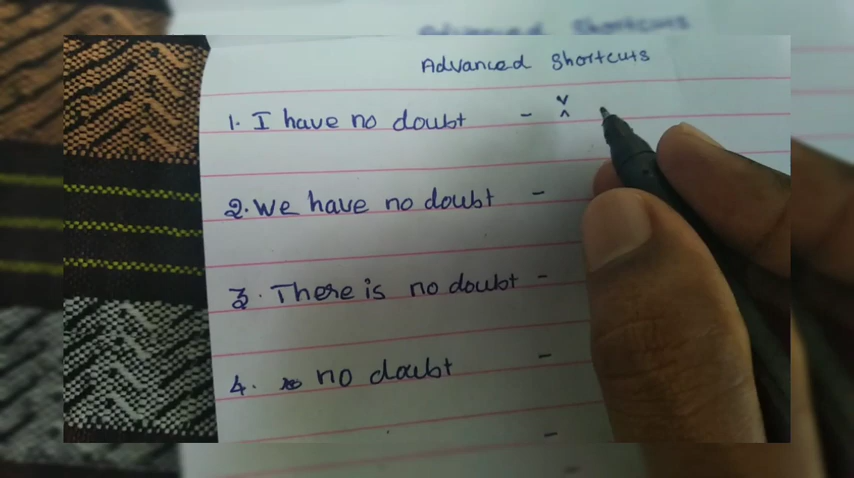 Advanced Shortcuts
1. I have no doubt -
2. We have no doubt -
3. There is no doubt -
4. no doubt -
-